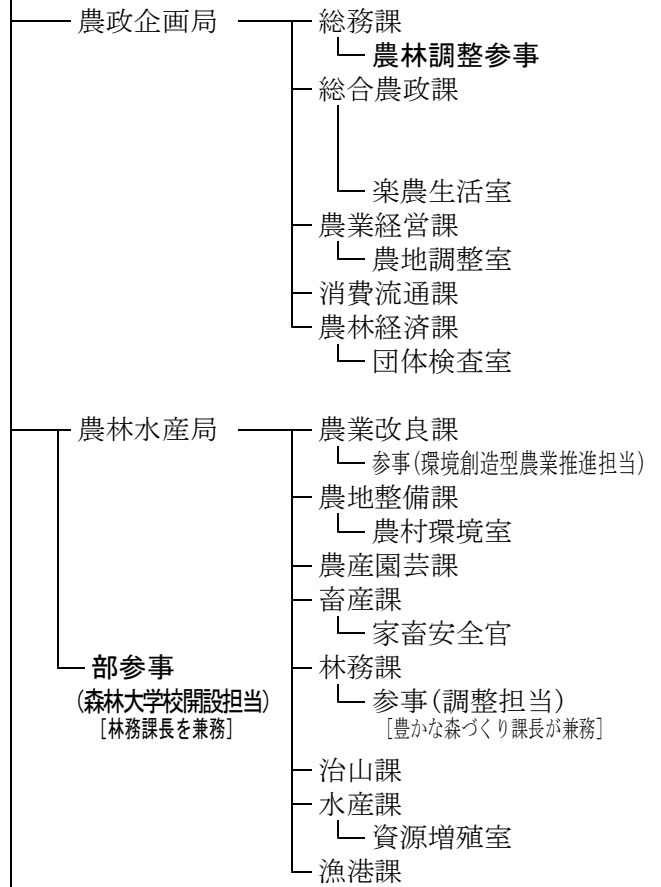 農政企画局 総務課
農林調整参事
総合農政課
楽農生活室
農業経営課
農地調整室
消費流通課
農林経済課
団体検査室
農林水産局 農業改良課
参事(環境創造型農業推進担当)
農地整備課
農村環境室
農産園芸課
畜産課
家畜安全官
部参事 林務課
(森林大学校開設担当) 参事(調整担当)
[林務課長を兼務] [豊かな森づくり課長が兼務]
治山課
水産課
資源増殖室
漁港課